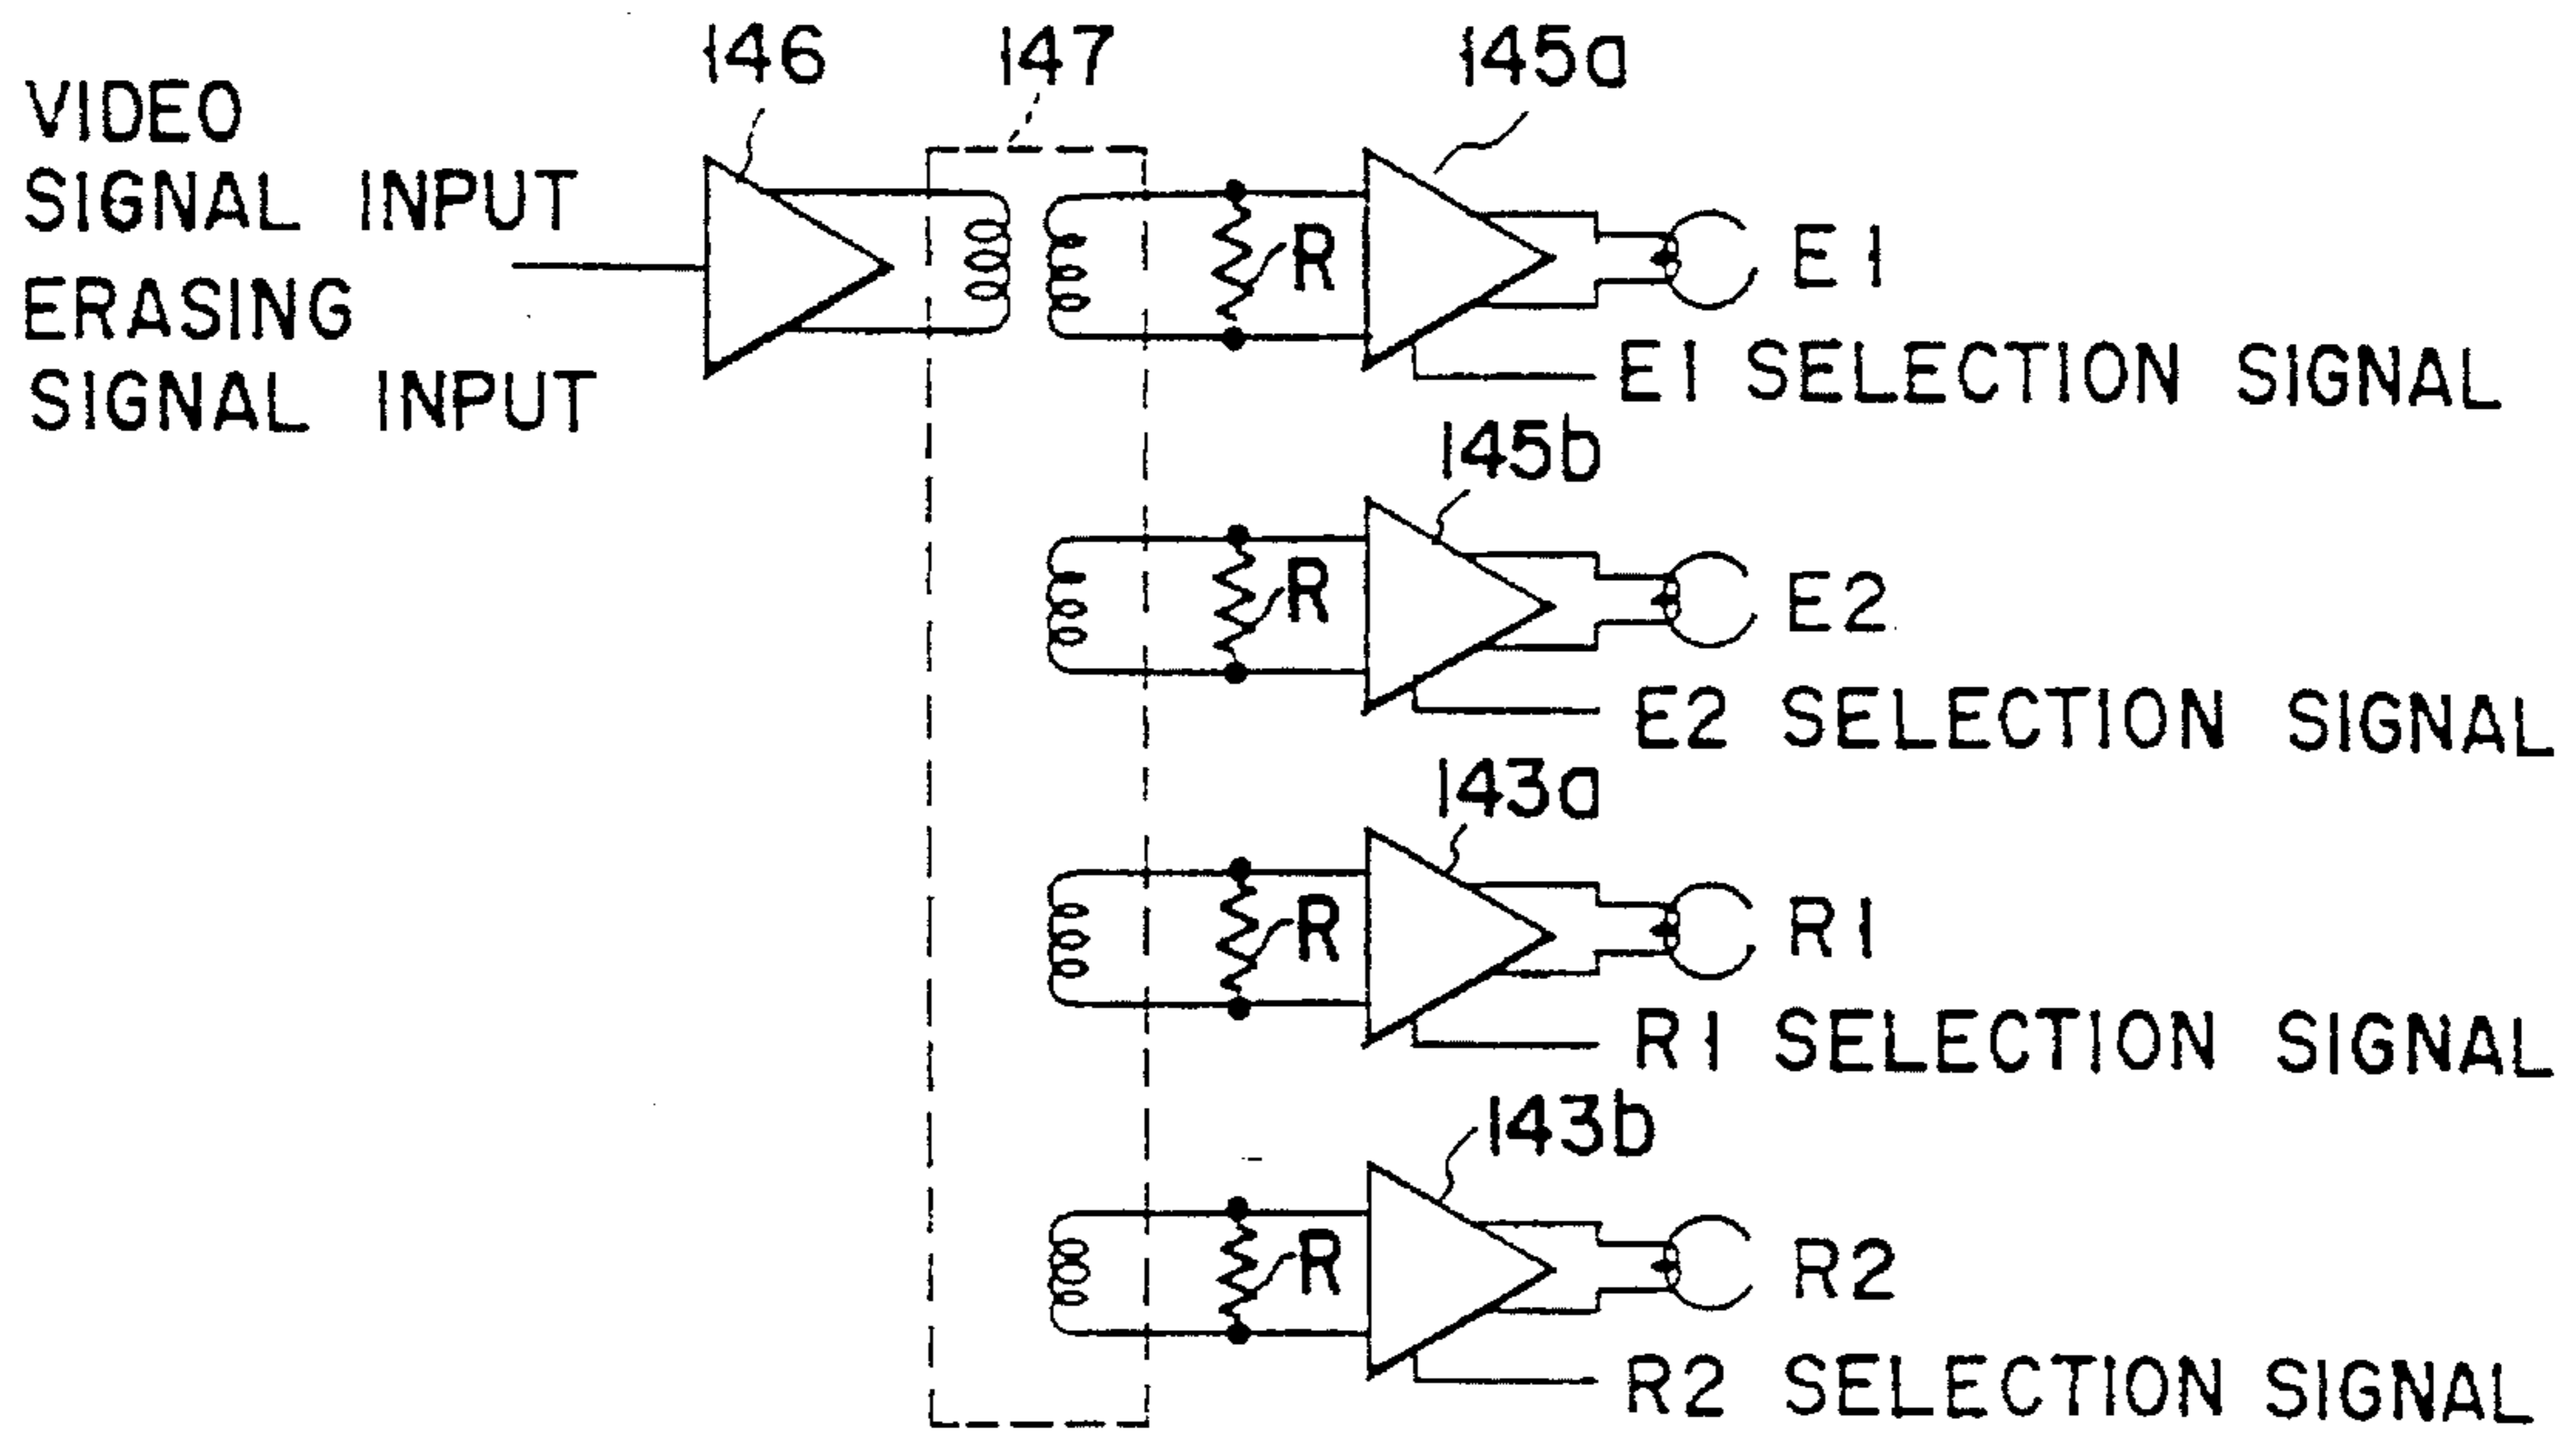 146
147
145a
VIDEO
SIGNAL INPUT
ERASING
SIGNAL INPUT
R
E1
E1 SELECTION SIGNAL
145b
R
E2
E2 SELECTION SIGNAL
143a
R
R1
R1 SELECTION SIGNAL
143b
R
R2
R2 SELECTION SIGNAL